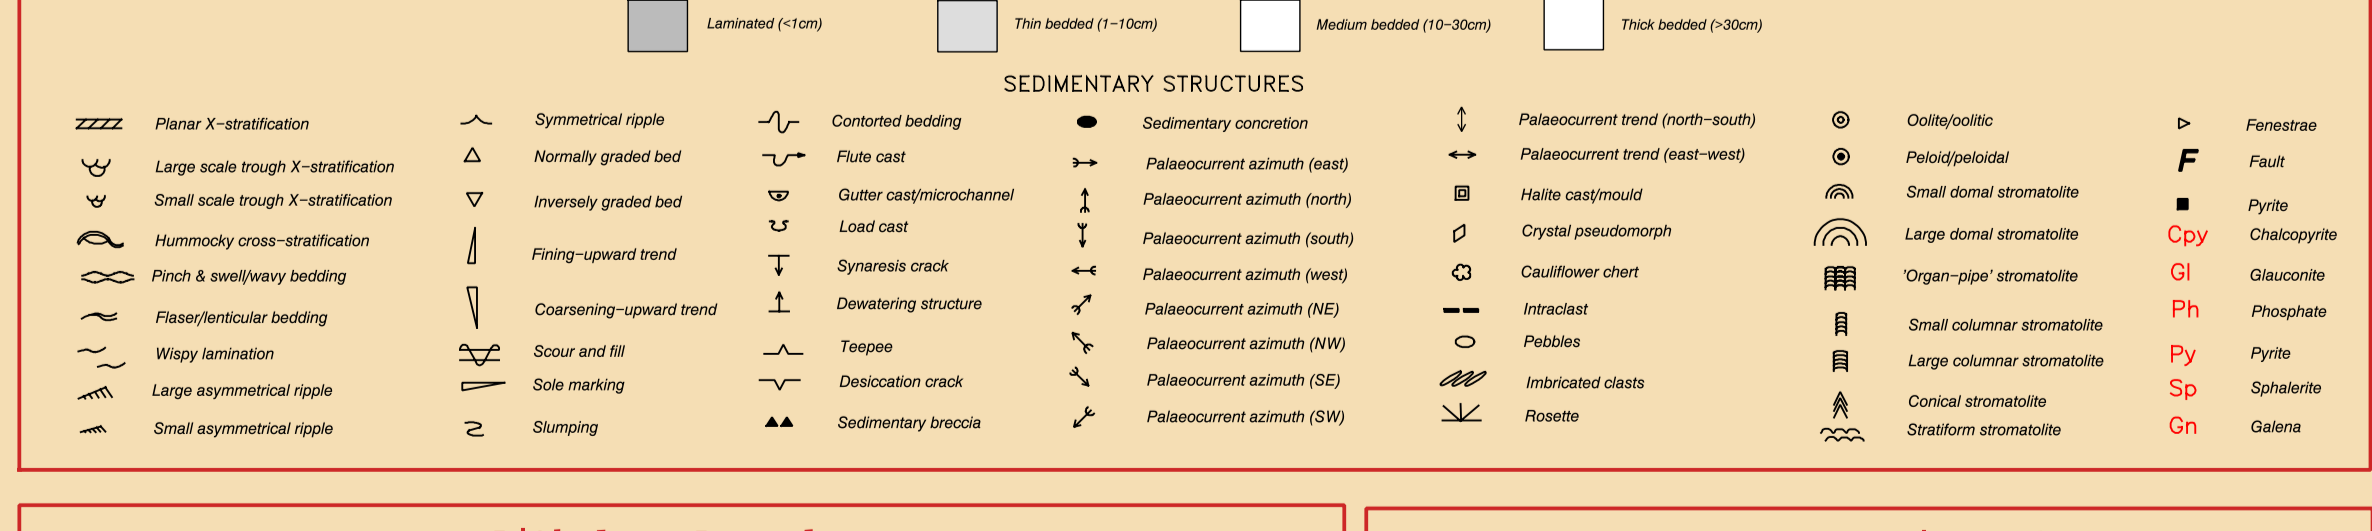 Laminated (<1cm)
Thin bedded (1-10cm)
Medium bedded (10-30cm)
Thick bedded (>30cm)
SEDIMENTARY STRUCTURES
Planar X-stratification
Large scale trough X-stratification
Small scale trough X-stratification
Hummocky cross-stratification
Pinch & swell/wavy bedding
Flaser/lenticular bedding
Wispy lamination
Large asymmetrical ripple
Small asymmetrical ripple
Symmetrical ripple
Normally graded bed
Inversely graded bed
Fining-upward trend
Coarsening-upward trend
Scour and fill
Sole marking
Slumping
Contorted bedding
Flute cast
Gutter cast/microchannel
Load cast
Synaresis crack
Dewatering structure
Teepee
Desiccation crack
Sedimentary breccia
Sedimentary concretion
Palaeocurrent azimuth (east)
Palaeocurrent azimuth (north)
Palaeocurrent azimuth (south)
Palaeocurrent azimuth (west)
Palaeocurrent azimuth (NE)
Palaeocurrent azimuth (NW)
Palaeocurrent azimuth (SE)
Palaeocurrent azimuth (SW)
Palaeocurrent trend (north-south)
Palaeocurrent trend (east-west)
Halite cast/mould
Crystal pseudomorph
Cauliflower chert
Intraclast
Pebbles
Imbricated clasts
Rosette
Oolite/oolitic
Peloid/peloidal
Small domal stromatolite
Large domal stromatolite
'Organ-pipe' stromatolite
Small columnar stromatolite
Large columnar stromatolite
Conical stromatolite
Stratiform stromatolite
Fenestrae
F Fault
Pyrite
Cpy Chalcopyrite
Gl Glauconite
Ph Phosphate
Py Pyrite
Sp Sphalerite
Gn Galena